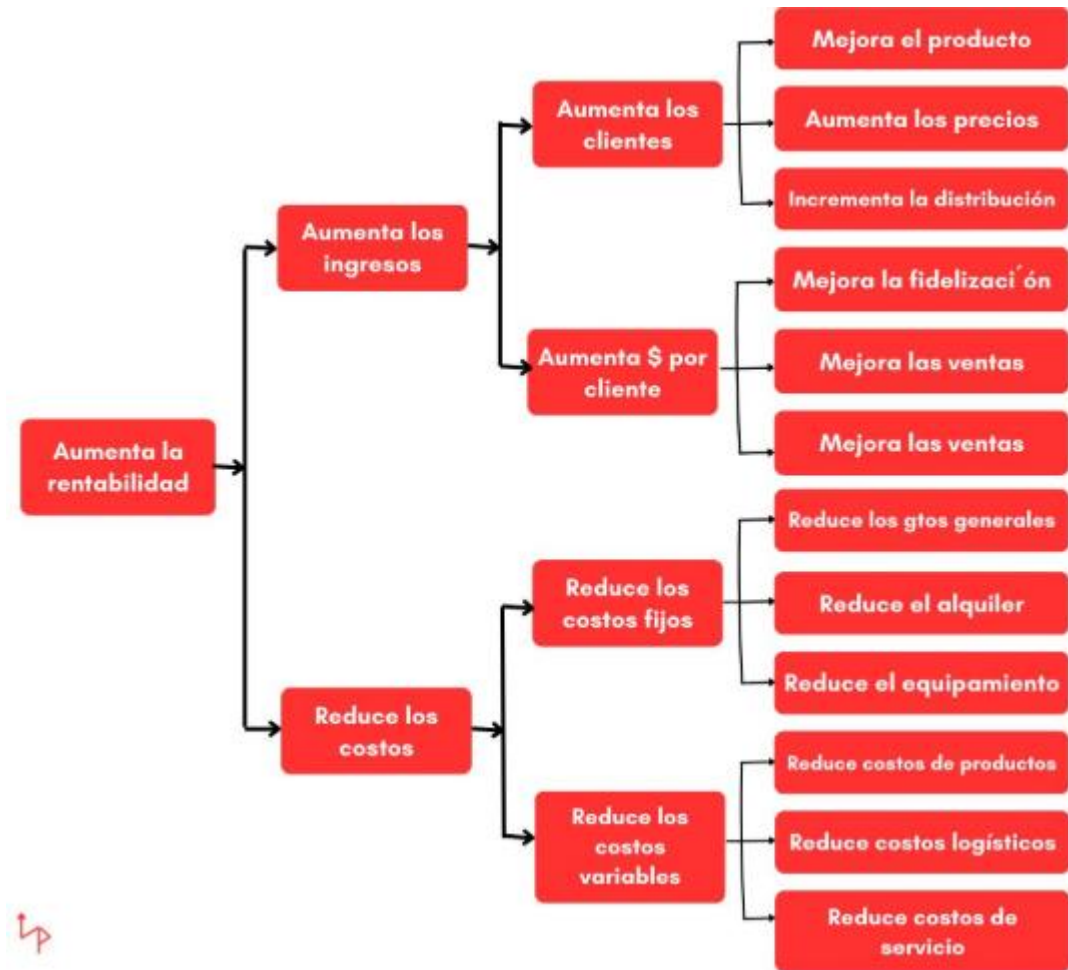 Mejora el producto
Aumenta los
clientes
Aumenta los precios
Incrementa la distribución
Aumenta los
ingresos
Mejora la fidelizaci´ón
Aumenta $ por
cliente
Mejora las ventas
Mejora las ventas
Aumenta la
rentabilidad
Reduce los gtos generales
Reduce los
costos fijos
Reduce el alquiler
Reduce el equipamiento
Reduce los
costos
Reduce costos de productos
Reduce los
costos
variables
Reduce costos logísticos
Reduce costos de
servicio